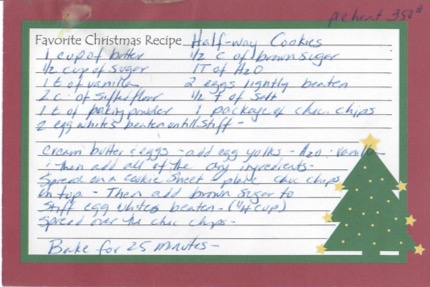 preheat 350°
Favorite Christmas Recipe Half-way Cookies
1 cup of butter 1/2 c of brown sugar
1/2 cup of sugar 1T of H2O
1 t of vanilla 2 eggs lightly beaten
2 c. of sifted flour 1/2 t of salt
1 t of baking powder 1 package of choc. chips
2 egg whites beaten until stiff -
Cream butter & eggs - add egg yolks - H2O - Vanilla
- then add all of the dry ingredients -
Spread on a cookie sheet place choc chips
on top - Then add brown sugar to
stiff egg whites beaten - ( cup)
Spread over the choc chips -
Bake for 25 minutes -